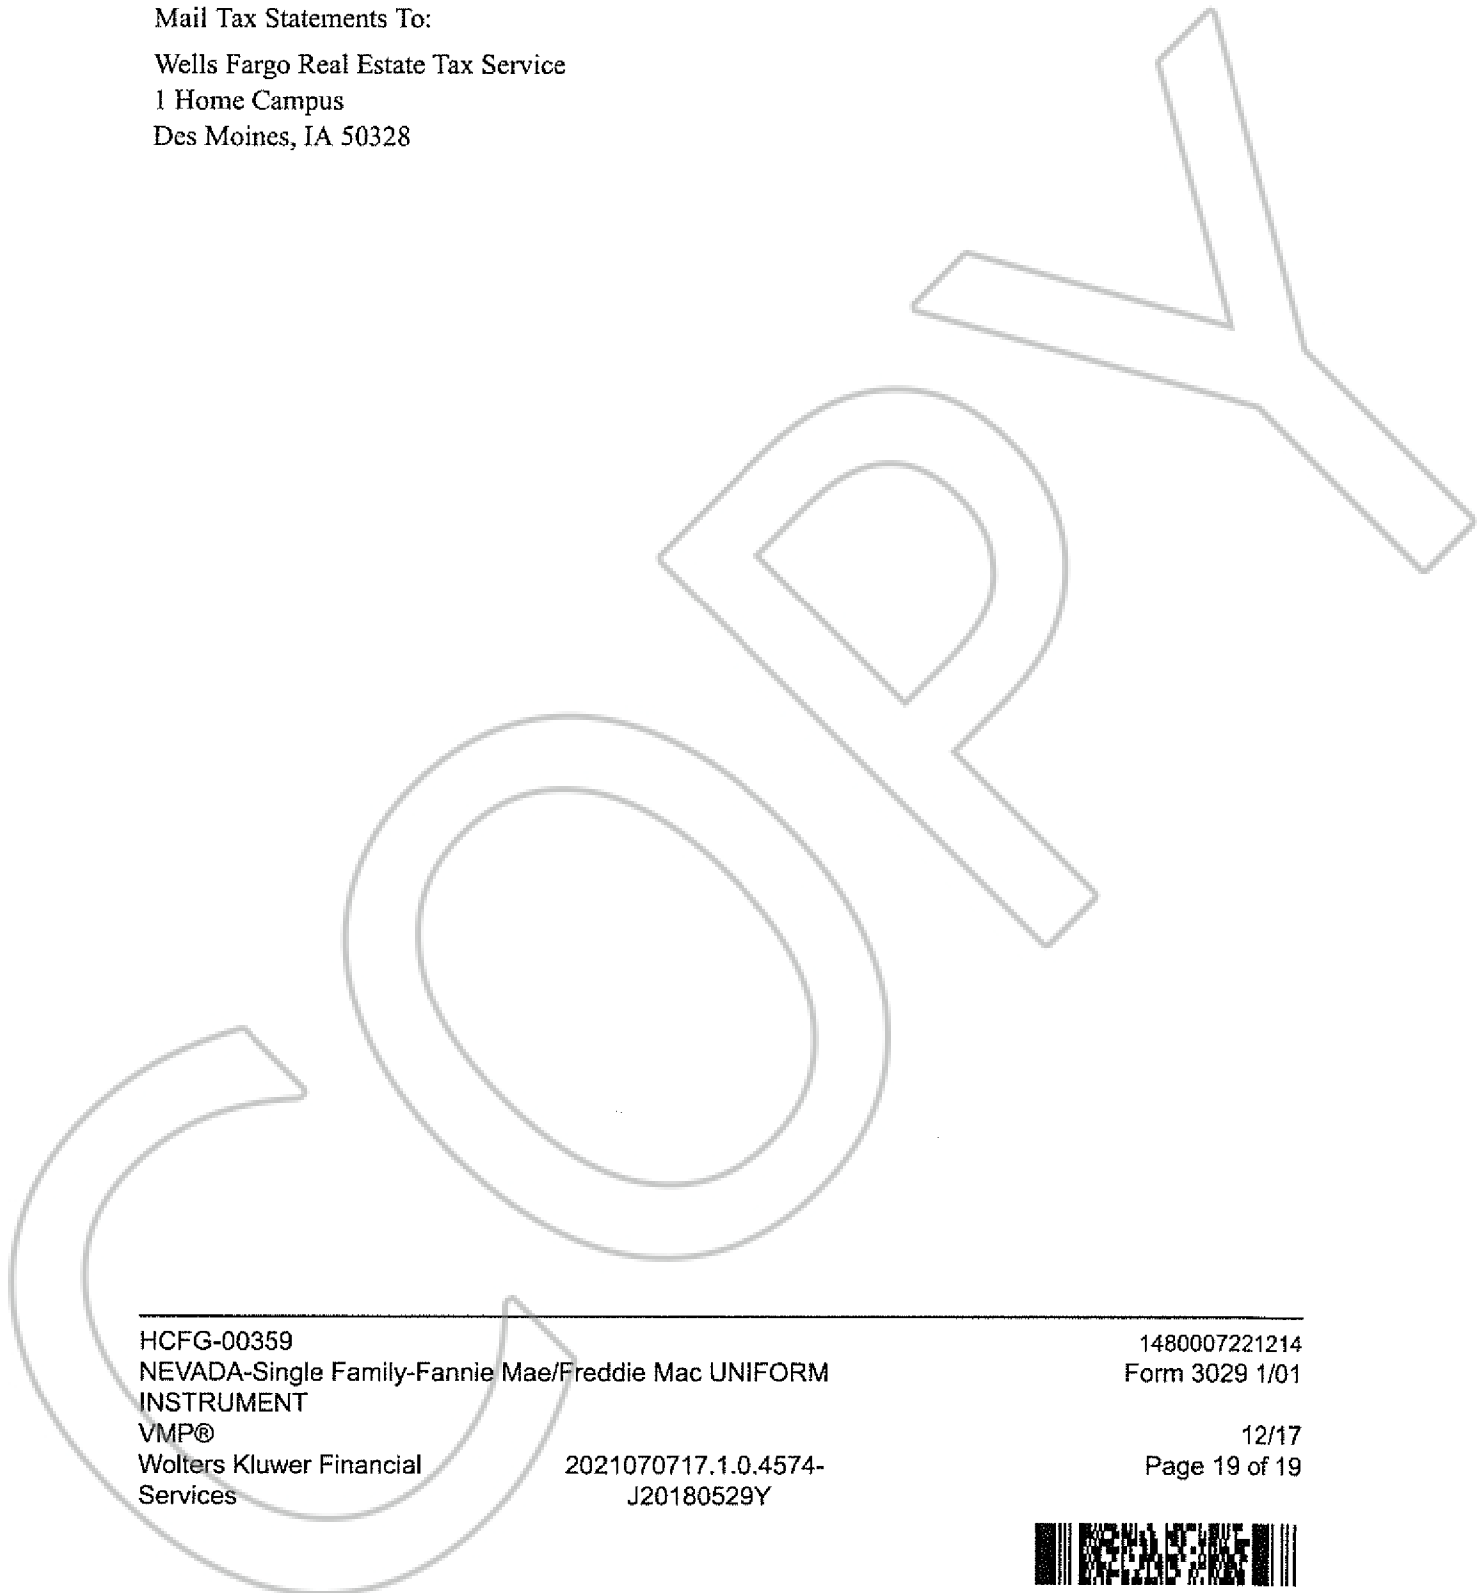 Mail Tax Statements To:
Wells Fargo Real Estate Tax Service
1 Home Campus
Des Moines, IA 50328
COPY
HCFG-00359 1480007221214
NEVADA-Single Family-Fannie Mae/Freddie Mac UNIFORM Form 3029 1/01
INSTRUMENT
VMP® 12/17
Wolters Kluwer Financial 2021070717.1.0.4574- Page 19 of 19
Services J20180529Y